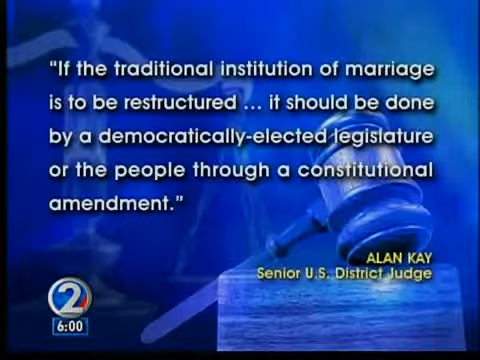 “If the traditional institution of marriage
is to be restructured ... it should be done
by a democratically-elected legislature
or the people through a constitutional
amendment.”
ALAN KAY
Senior U.S. District Judge
2
6:00